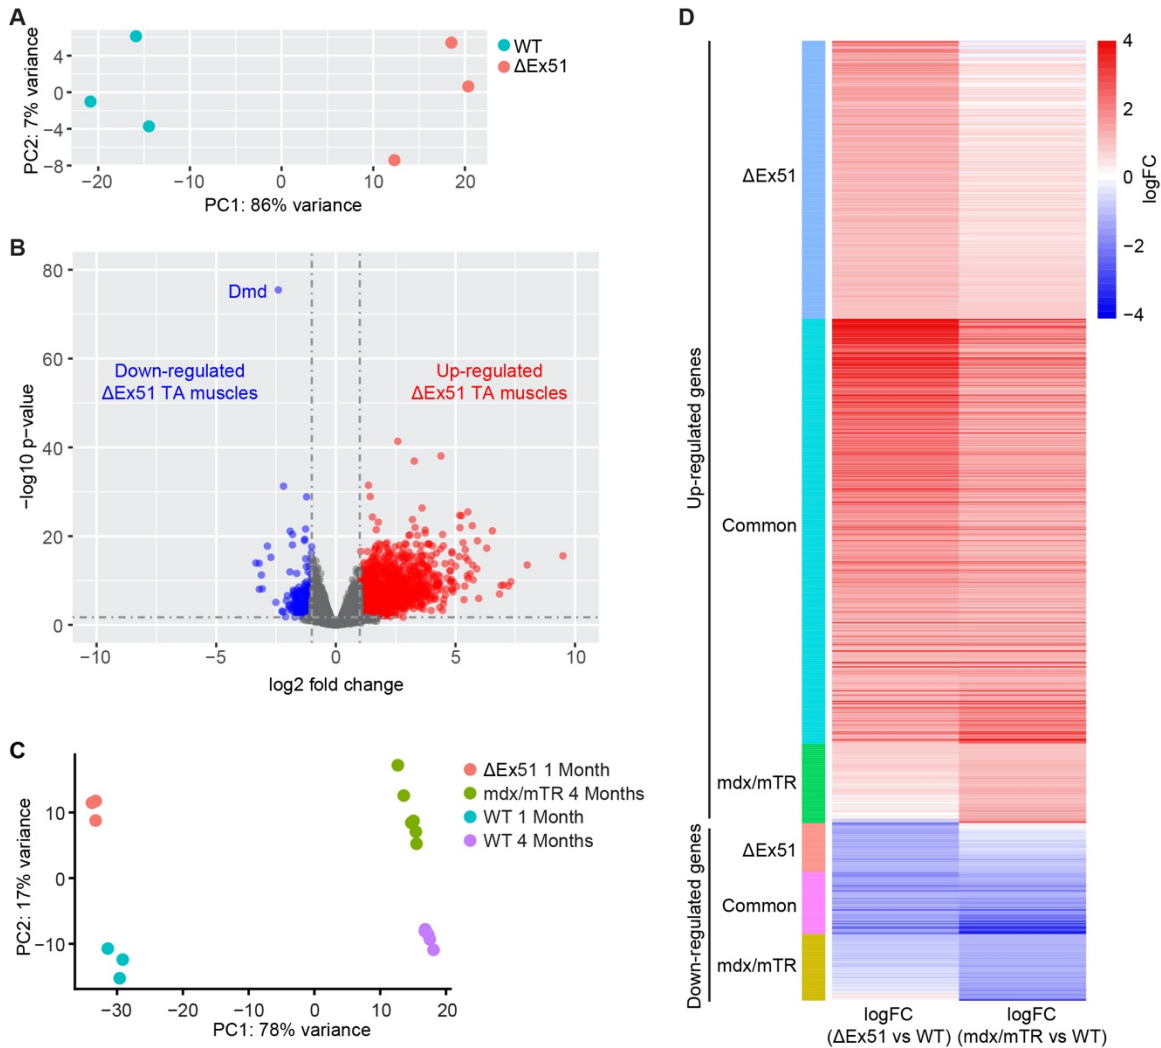 A
PC2: 7% variance
4
0
−4
−8
−20
−10
0
10
20
PC1: 86% variance
WT
ΔEx51
B
−log10 p−value
80
60
40
20
0
Dmd
Down-regulated
ΔEx51 TA muscles
Up-regulated
ΔEx51 TA muscles
−10
−5
0
5
10
log2 fold change
C
PC2: 17% variance
10
0
−10
−30
−20
−10
0
10
20
PC1: 78% variance
ΔEx51 1 Month
mdx/mTR 4 Months
WT 1 Month
WT 4 Months
D
Up-regulated genes
ΔEx51
Common
mdx/mTR
Down-regulated genes
ΔEx51
Common
mdx/mTR
logFC
(ΔEx51 vs WT)
logFC
(mdx/mTR vs WT)
4
2
0
−2
−4
logFC